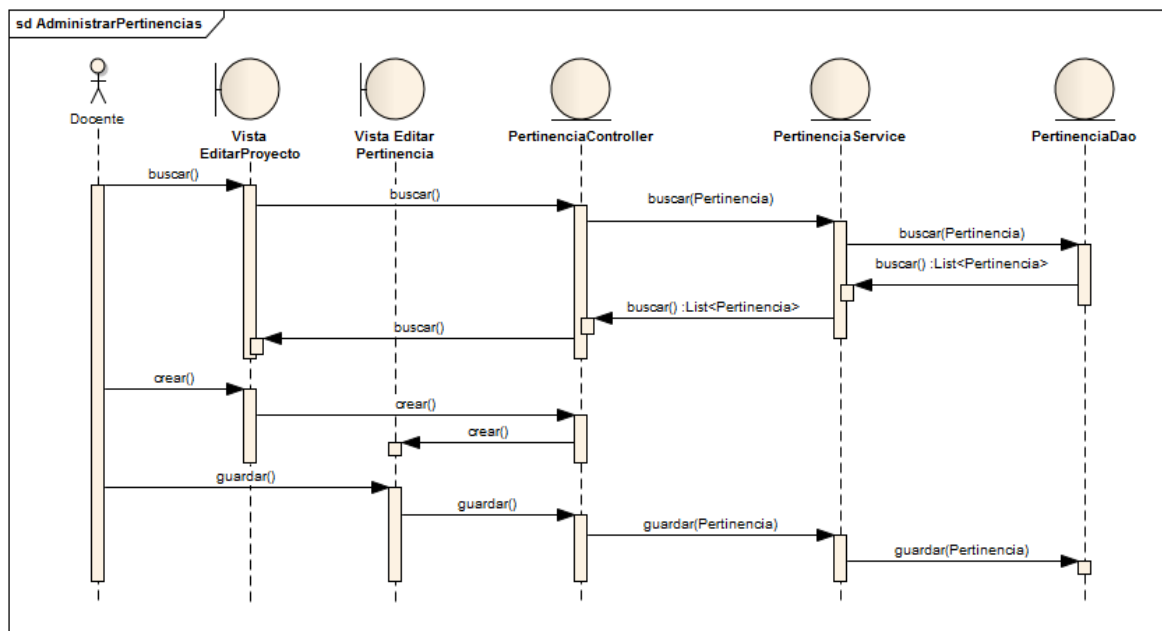 sd AdministrarPertinencias
Docente
Vista
EditarProyecto
Vista Editar
Pertinencia
PertinenciaController
PertinenciaService
PertinenciaDao
buscar()
buscar()
buscar(Pertinencia)
buscar(Pertinencia)
buscar() :List<Pertinencia>
buscar() :List<Pertinencia>
buscar()
crear()
crear()
crear()
guardar()
guardar()
guardar(Pertinencia)
guardar(Pertinencia)